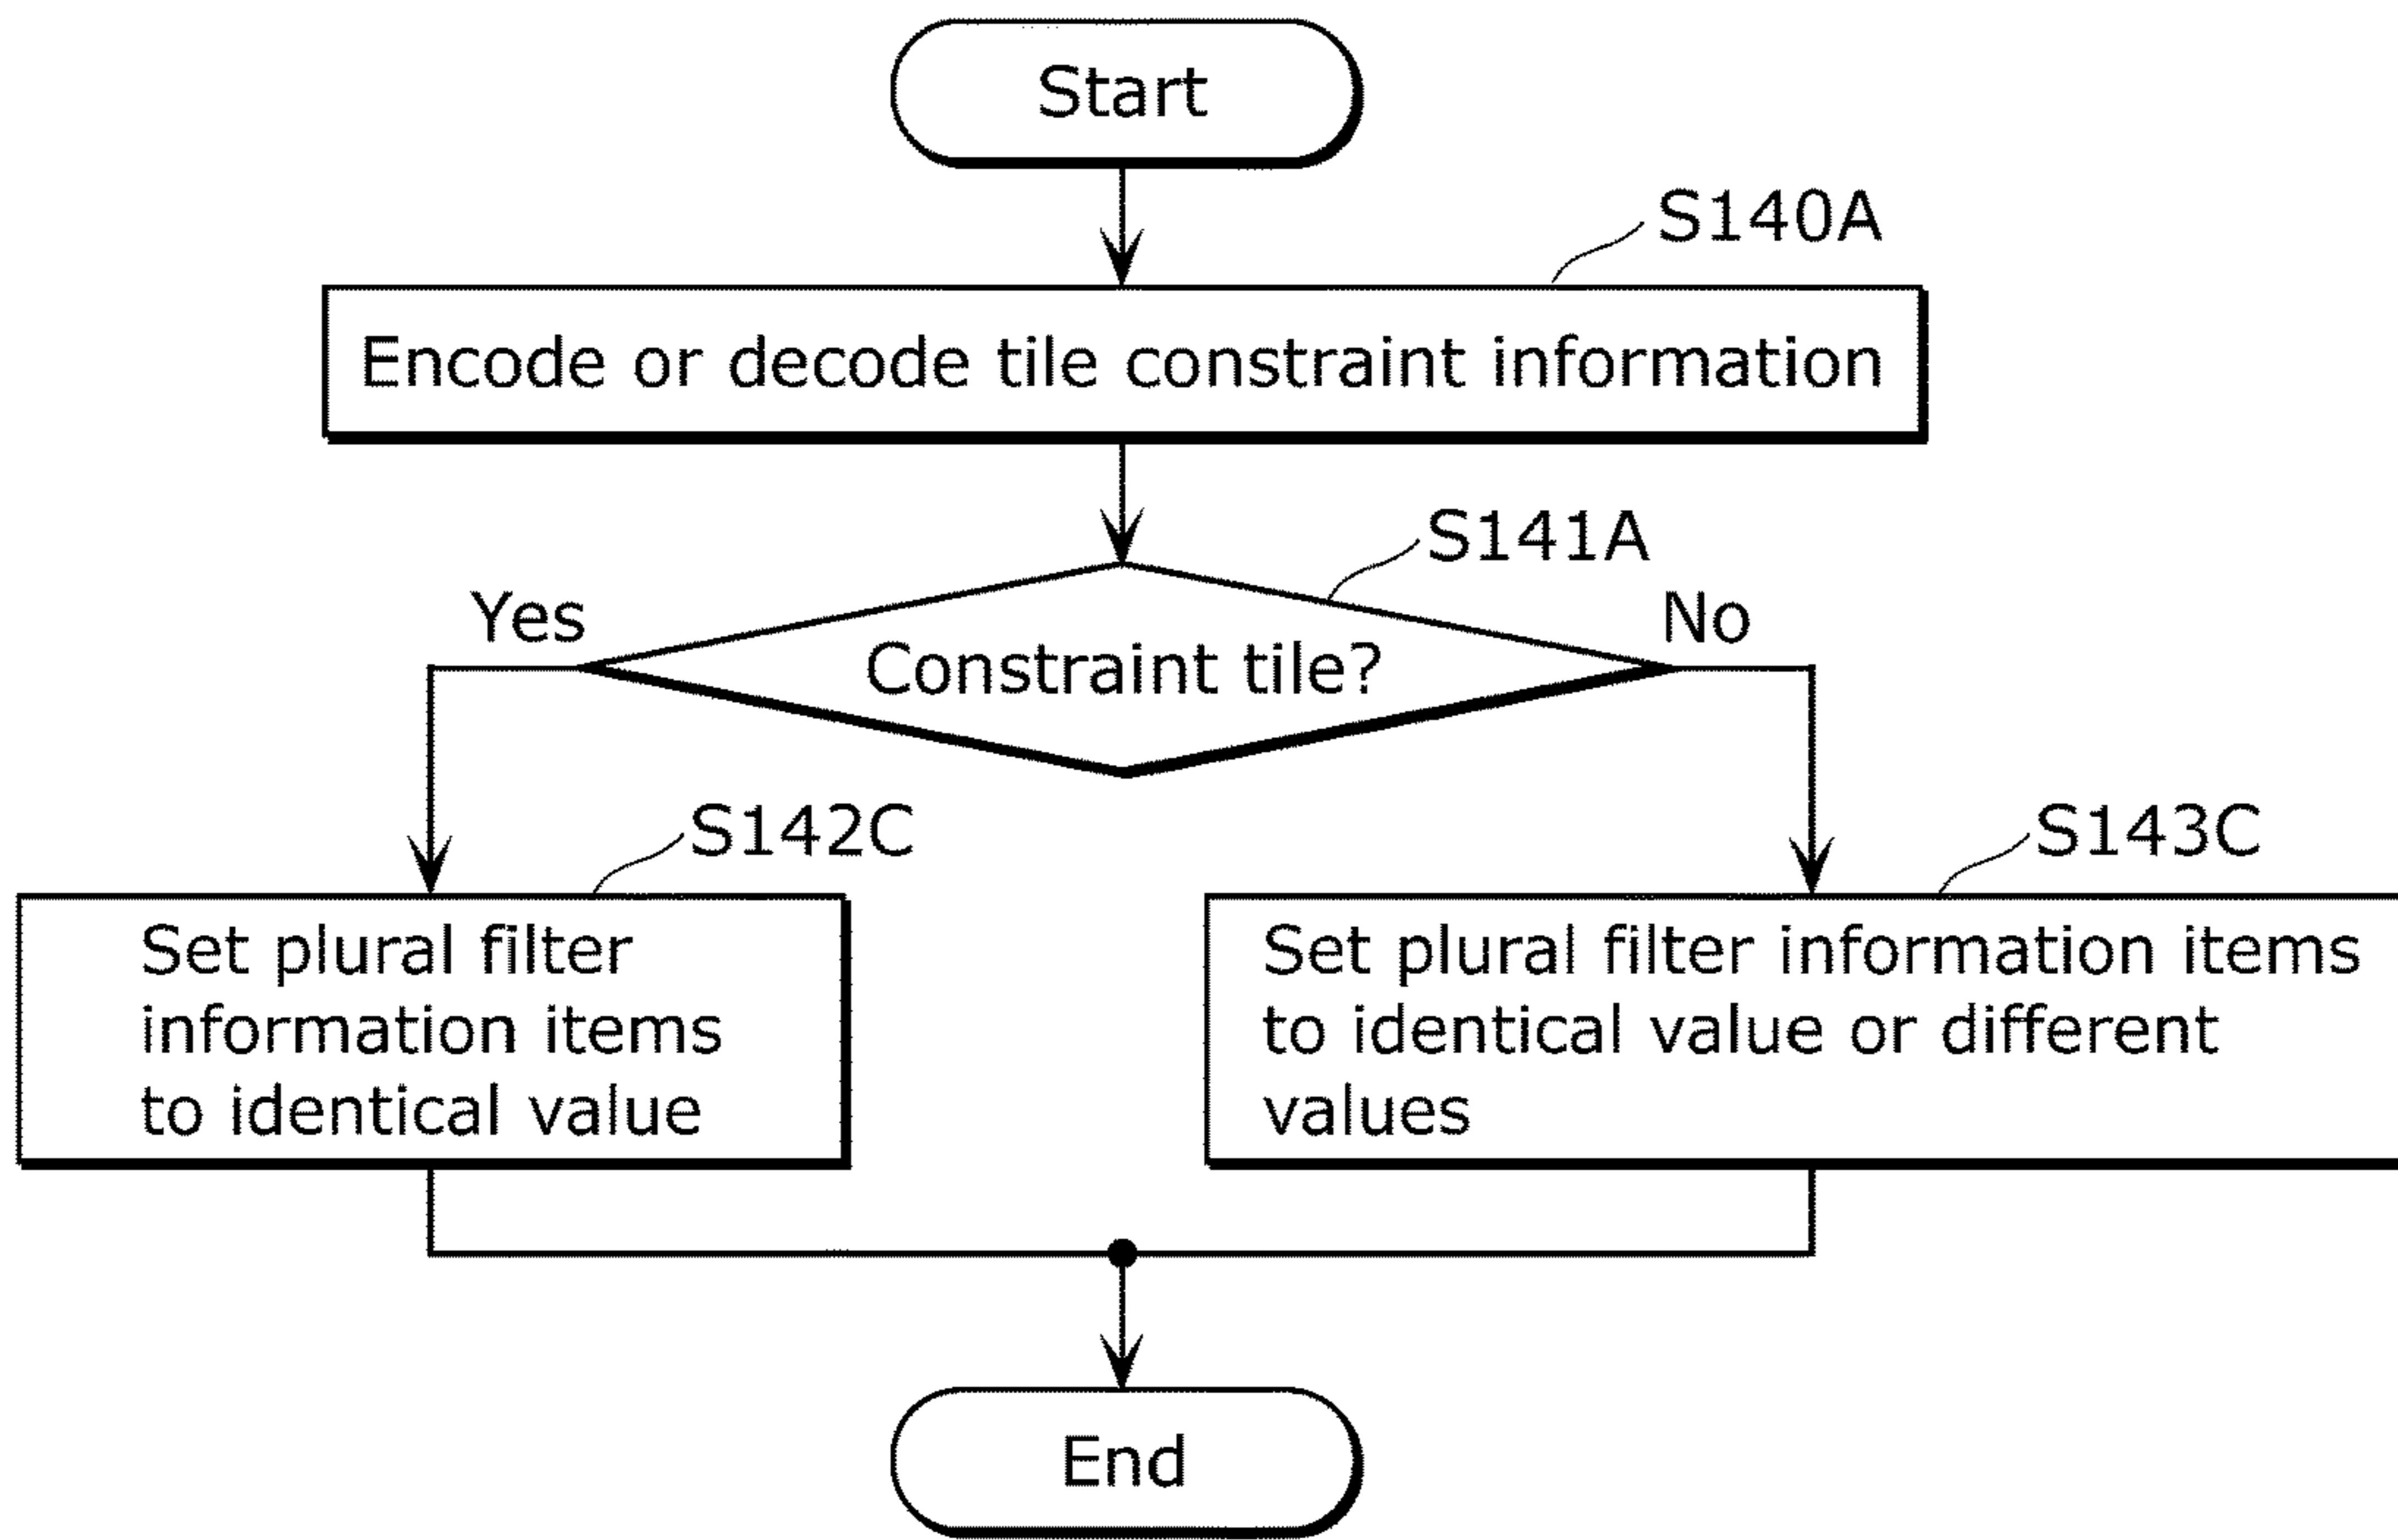 Start
S140A
Encode or decode tile constraint information
S141A
Yes
No
Constraint tile?
S142C
S143C
Set plural filter
information items
to identical value
Set plural filter information items
to identical value or different
values
End